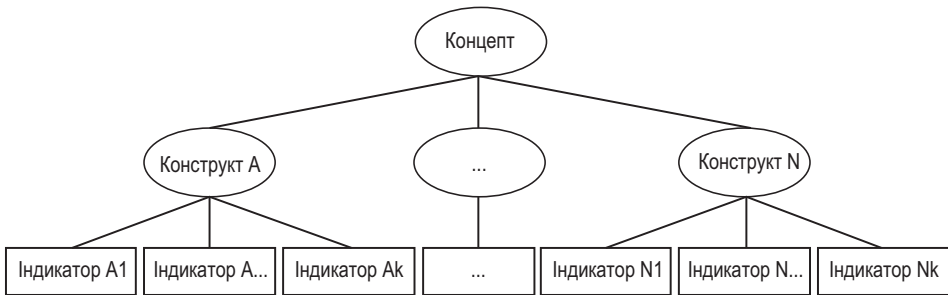 Концепт
Конструкт А
...
Конструкт N
Індикатор А1
Індикатор А...
Індикатор Аk
...
Індикатор N1
Індикатор N...
Індикатор Nk